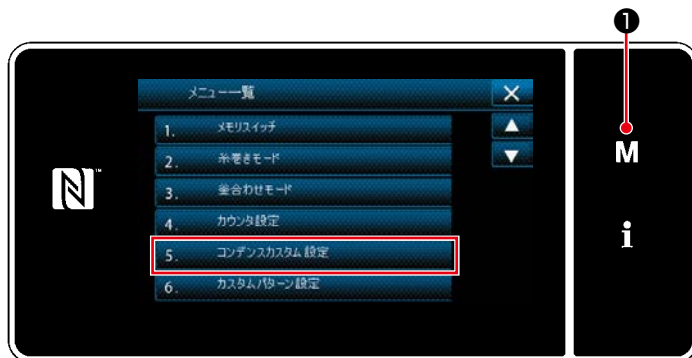 ❶
メニュー一覧
1. メモリスイッチ
2. 糸巻きモード
3. 釜合わせモード
4. カウンタ設定
5. コンデンスカスタム設定
6. カスタムパターン設定
N™
M
i